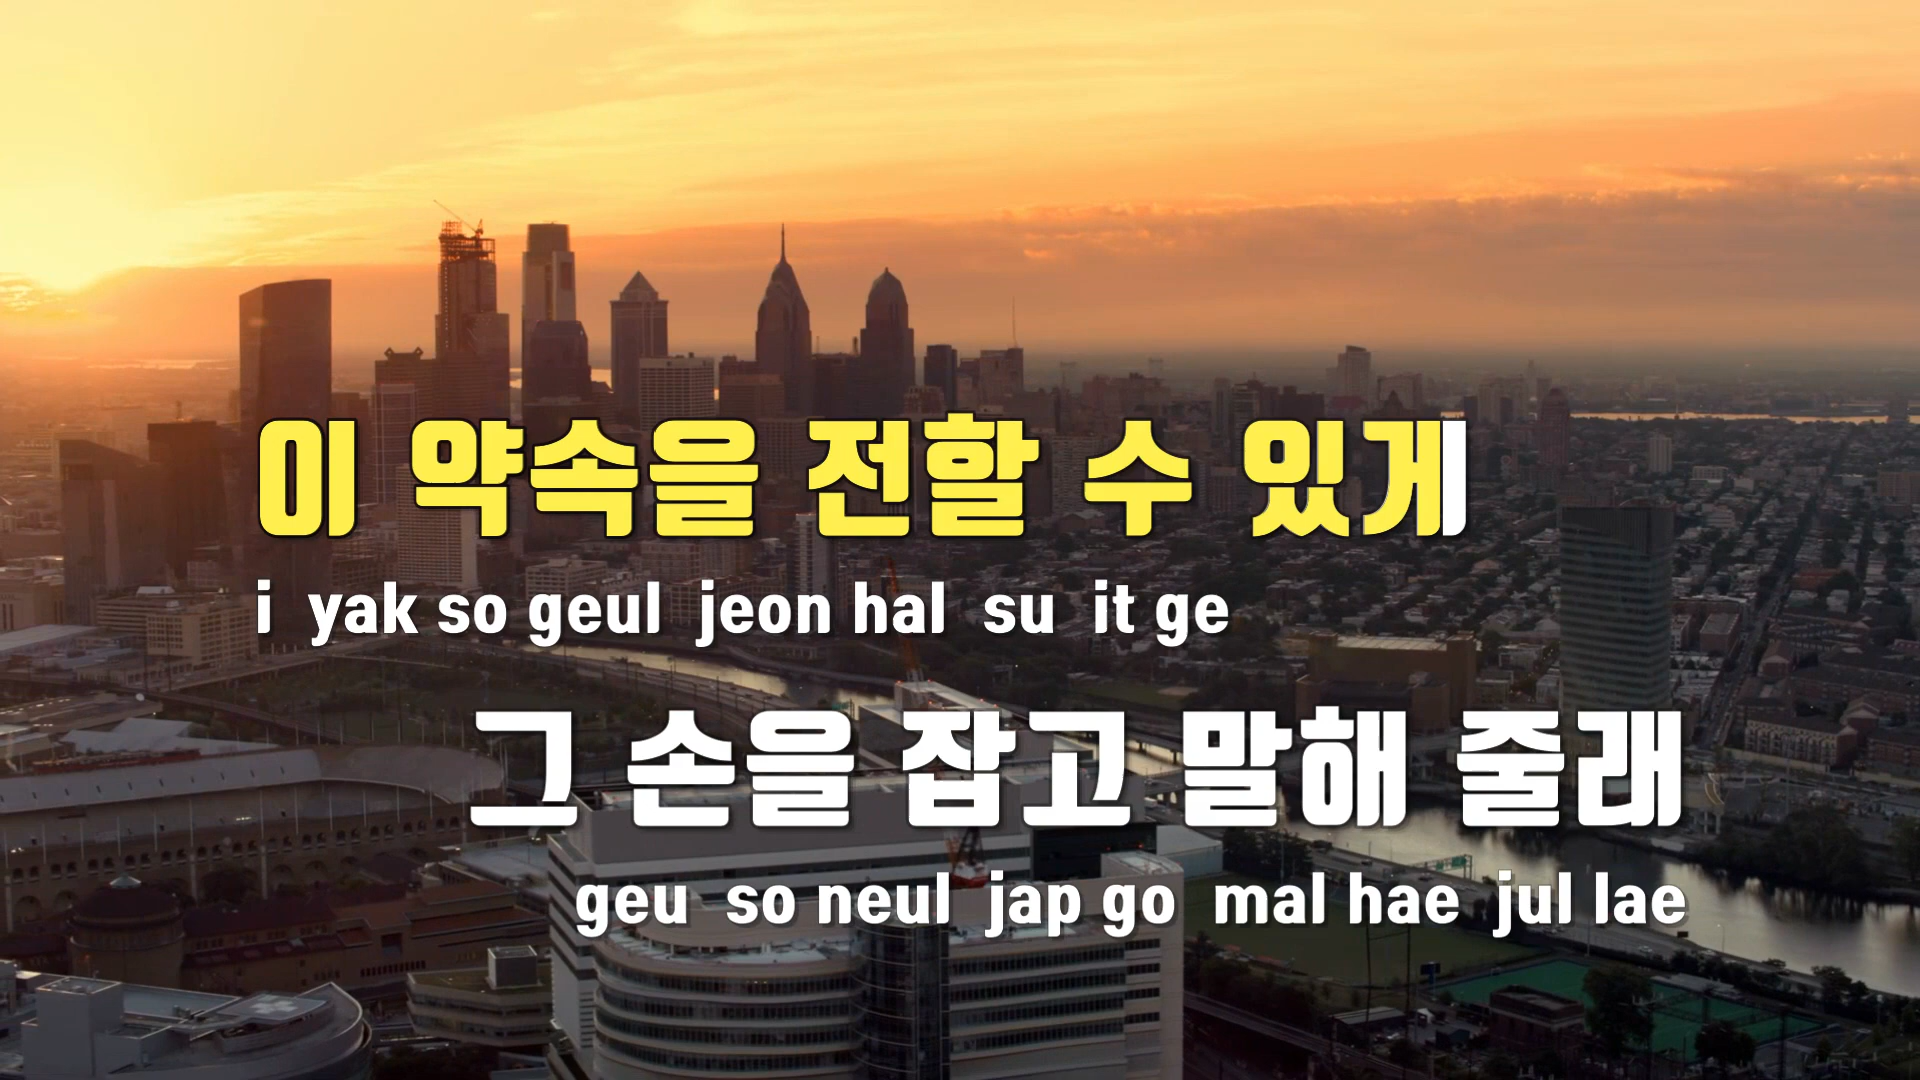 이 약속을 전할 수 있게
i yak so geul jeon hal su it ge
그 손을 잡고 말해 줄래
geu so neul jap go mal hae jul lae